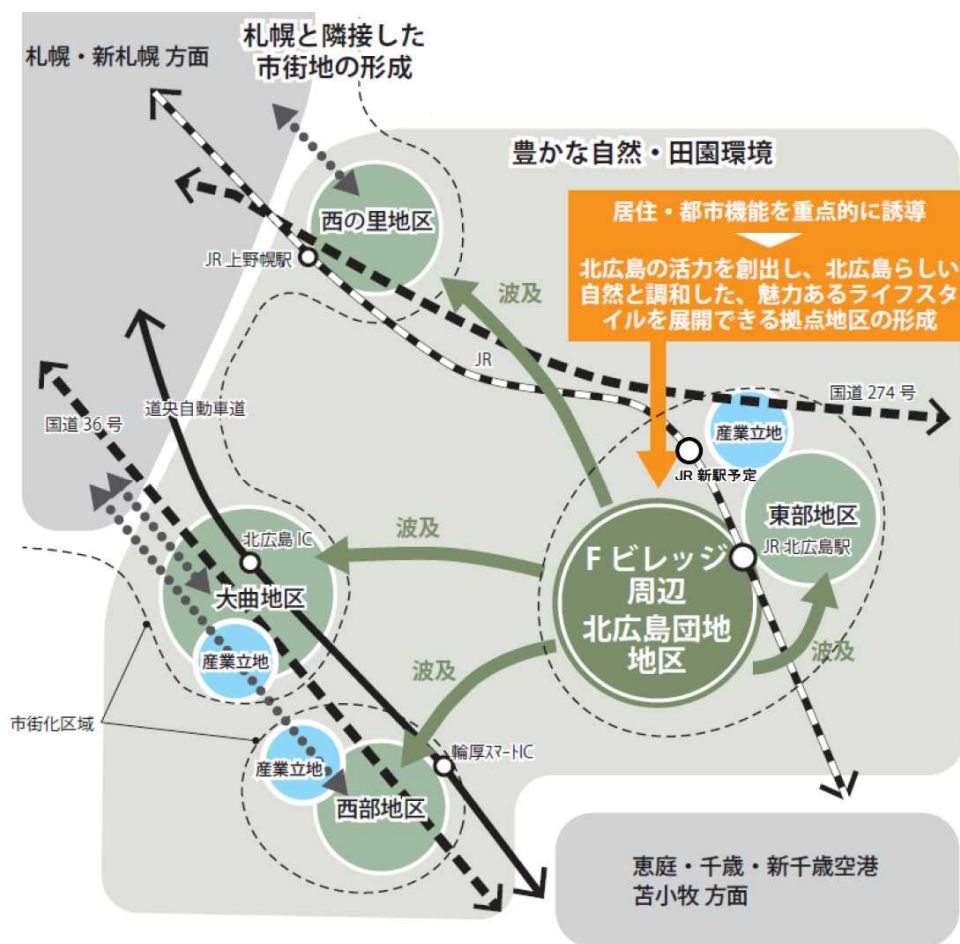 札幌と隣接した
市街地の形成
札幌・新札幌 方面
豊かな自然・田園環境
居住・都市機能を重点的に誘導
北広島の活力を創出し、北広島らしい
自然と調和した、魅力あるライフスタ
イルを展開できる拠点地区の形成
西の里地区
JR 上野幌駅
波及
JR
国道 274 号
道央自動車道
国道 36 号
産業立地
JR 新駅予定
東部地区
JR 北広島駅
波及
北広島 IC
大曲地区
F ビレッジ
周辺
北広島団地
地区
波及
産業立地
波及
市街化区域
産業立地
輪厚スマートIC
西部地区
恵庭・千歳・新千歳空港
苫小牧 方面